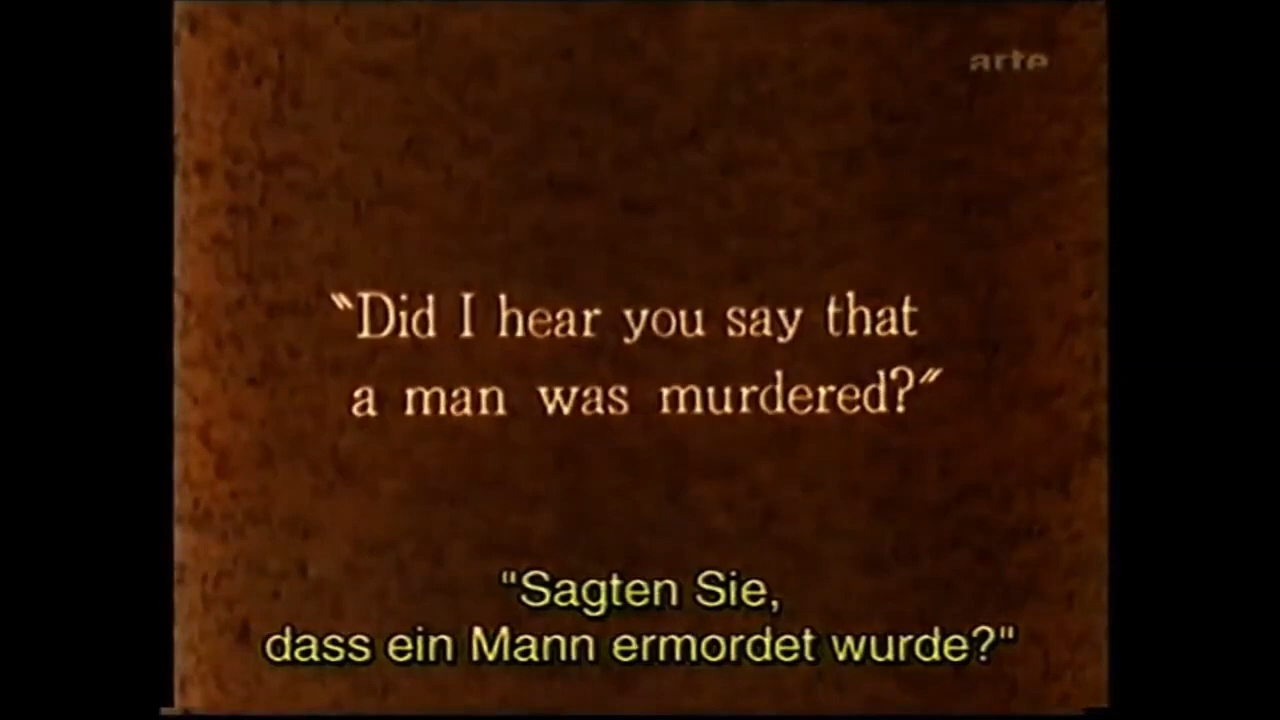 arte
"Did I hear you say that
a man was murdered?"
"Sagten Sie,
dass ein Mann ermordet wurde?"